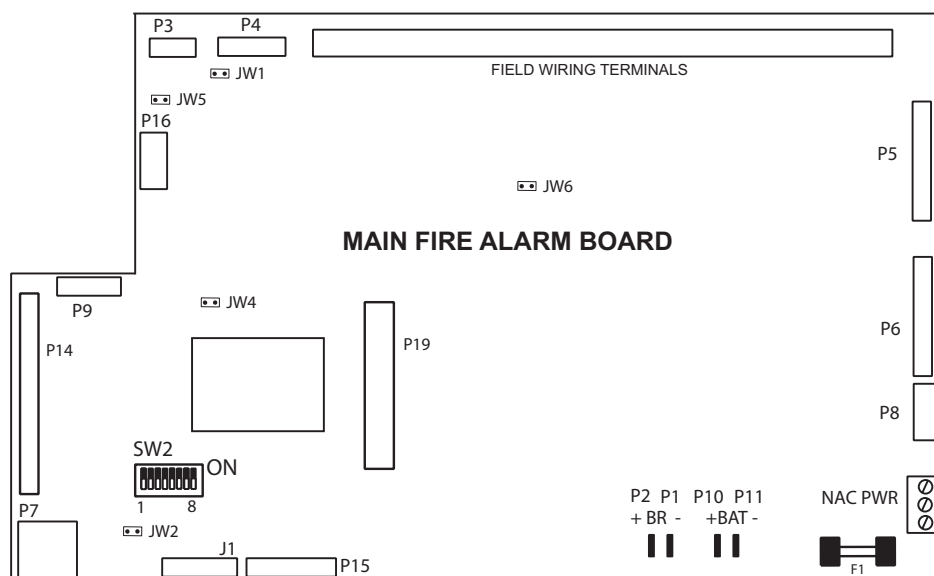 P3
P4
JW1
FIELD WIRING TERMINALS
JW5
P16
P5
JW6
MAIN FIRE ALARM BOARD
P9
JW4
P14
P19
P6
P8
SW2
ON
1 8
P7
JW2
J1
P15
P2 P1 P10 P11
+ BR - +BAT -
NAC PWR
F1